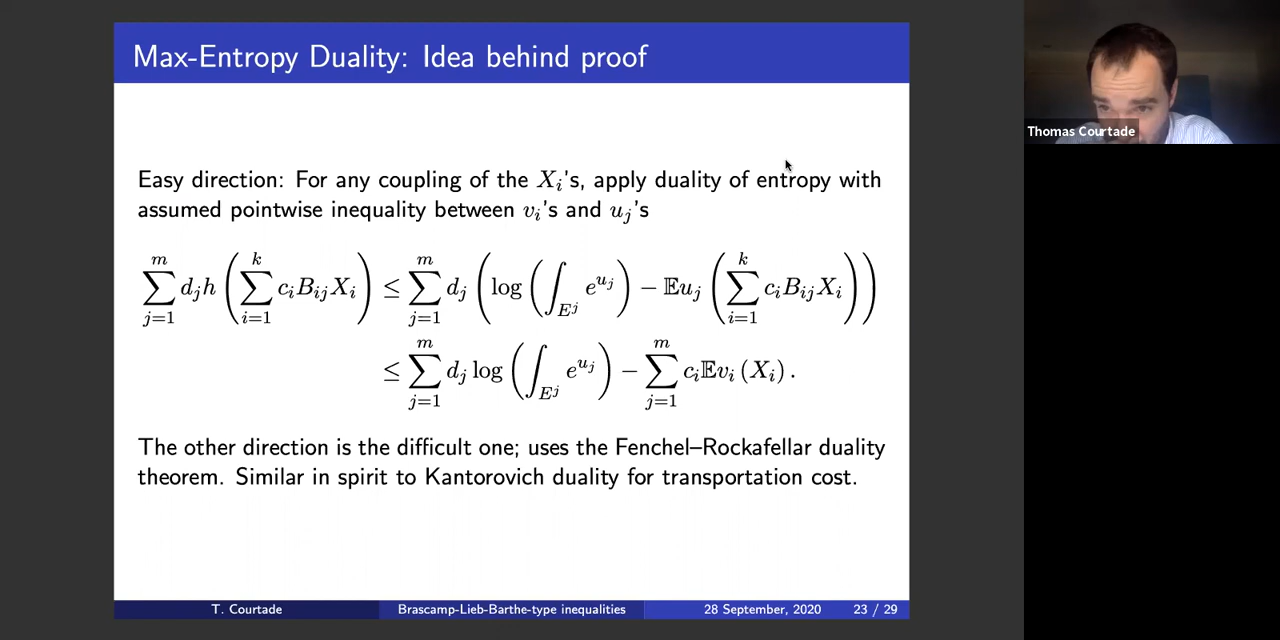 Max-Entropy Duality: Idea behind proof
Thomas Courtade
Easy direction: For any coupling of the $X_i$'s, apply duality of entropy with
assumed pointwise inequality between $v_i$'s and $u_j$'s
$\sum_{j=1}^{m} d_j h \left( \sum_{i=1}^{k} c_i B_{ij} X_i \right) \leq \sum_{j=1}^{m} d_j \left( \log \left( \int_{E^j} e^{u_j} \right) - \mathbb{E} u_j \left( \sum_{i=1}^{k} c_i B_{ij} X_i \right) \right)$
$\leq \sum_{j=1}^{m} d_j \log \left( \int_{E^j} e^{u_j} \right) - \sum_{j=1}^{m} c_i \mathbb{E} v_i \left( X_i \right).$
The other direction is the difficult one; uses the Fenchel–Rockafellar duality
theorem. Similar in spirit to Kantorovich duality for transportation cost.
T. Courtade Brascamp-Lieb-Barthe-type inequalities 28 September, 2020 23 / 29